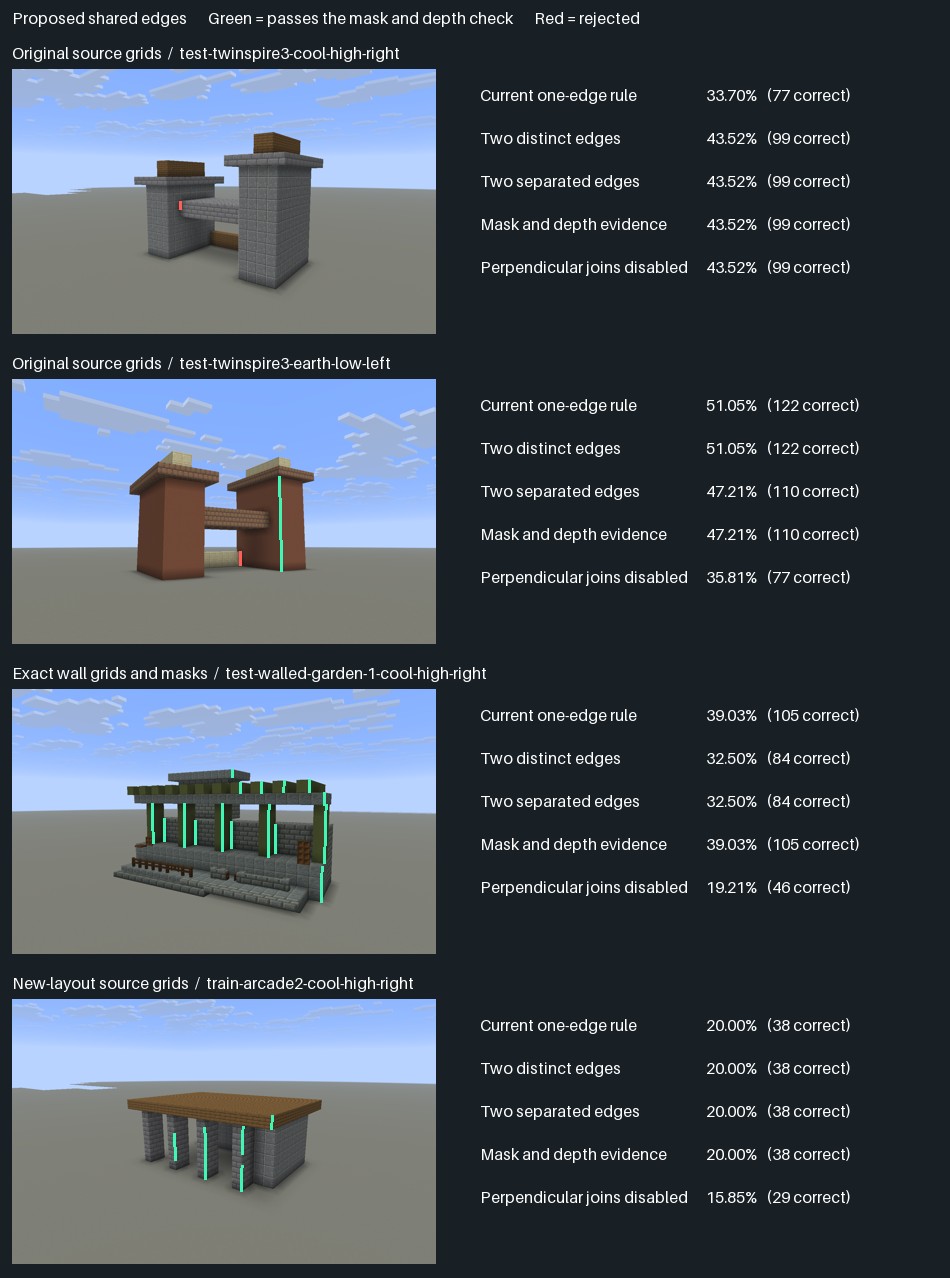 Proposed shared edges Green = passes the mask and depth check Red = rejected
Original source grids / test-twinspire3-cool-high-right
Current one-edge rule 33.70% (77 correct)
Two distinct edges 43.52% (99 correct)
Two separated edges 43.52% (99 correct)
Mask and depth evidence 43.52% (99 correct)
Perpendicular joins disabled 43.52% (99 correct)
Original source grids / test-twinspire3-earth-low-left
Current one-edge rule 51.05% (122 correct)
Two distinct edges 51.05% (122 correct)
Two separated edges 47.21% (110 correct)
Mask and depth evidence 47.21% (110 correct)
Perpendicular joins disabled 35.81% (77 correct)
Exact wall grids and masks / test-walled-garden-1-cool-high-right
Current one-edge rule 39.03% (105 correct)
Two distinct edges 32.50% (84 correct)
Two separated edges 32.50% (84 correct)
Mask and depth evidence 39.03% (105 correct)
Perpendicular joins disabled 19.21% (46 correct)
New-layout source grids / train-arcade2-cool-high-right
Current one-edge rule 20.00% (38 correct)
Two distinct edges 20.00% (38 correct)
Two separated edges 20.00% (38 correct)
Mask and depth evidence 20.00% (38 correct)
Perpendicular joins disabled 15.85% (29 correct)